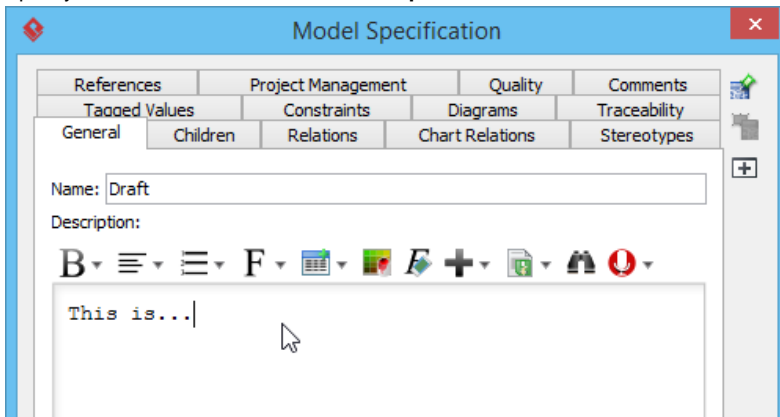 Model Specification
References Project Management Quality Comments
Tagged Values Constraints Diagrams Traceability
General Children Relations Chart Relations Stereotypes
Name: Draft
Description:
B F F
This is...